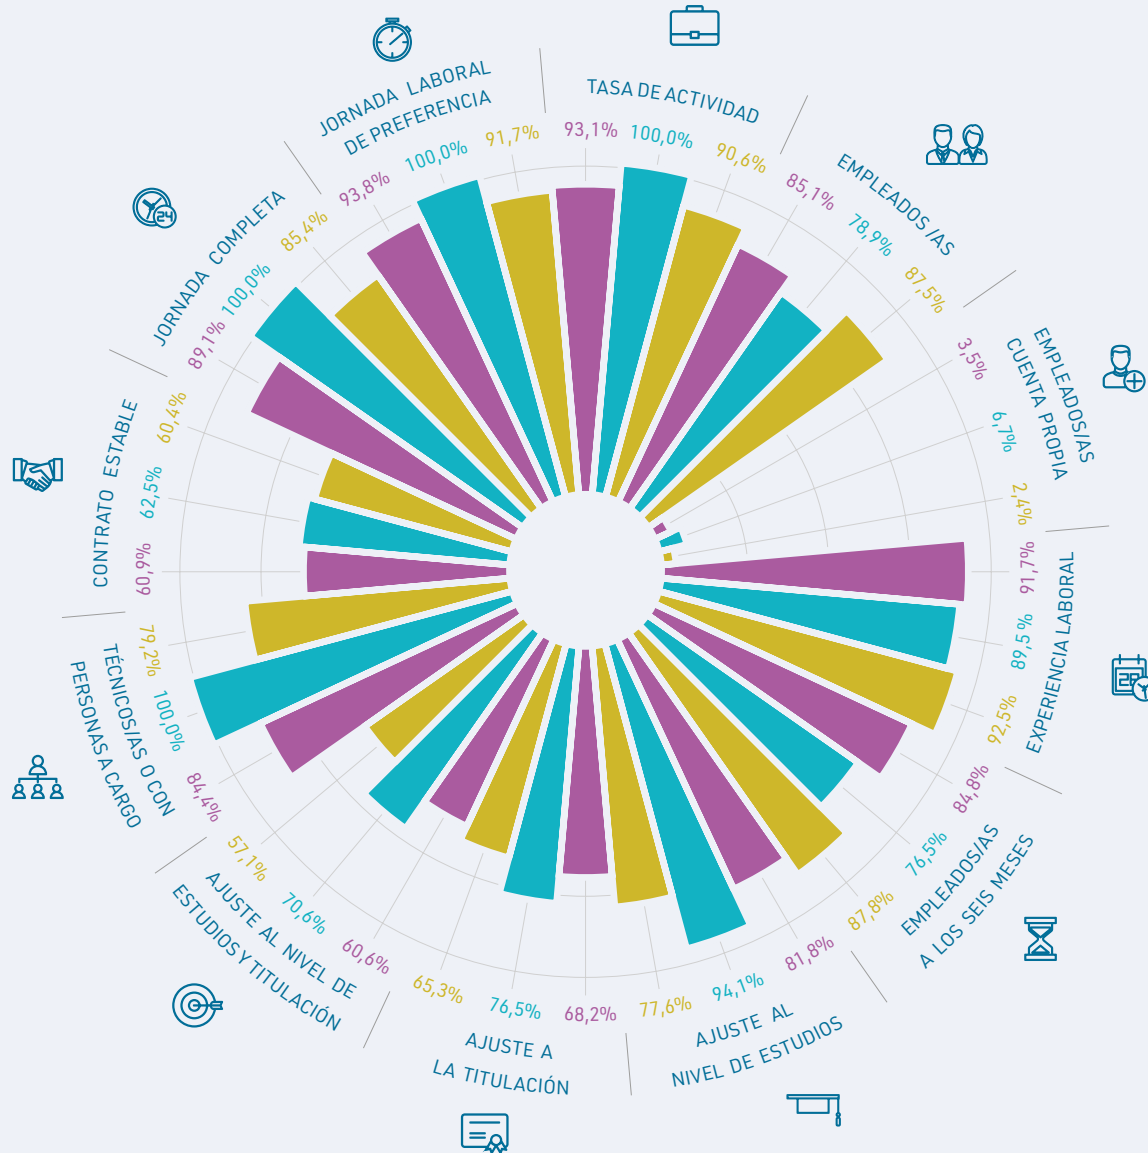 TASA DE ACTIVIDAD
93,1%
100,0%
90,6%
EMPLEADOS/AS
85,1%
78,9%
87,5%
EMPLEADOS/AS
CUENTA PROPIA
3,5%
6,7%
2,4%
EXPERIENCIA LABORAL
91,7%
89,5%
92,5%
EMPLEADOS/AS
A LOS SEIS MESES
84,8%
76,5%
87,8%
AJUSTE AL
NIVEL DE ESTUDIOS
81,8%
94,1%
77,6%
AJUSTE A
LA TITULACIÓN
68,2%
76,5%
65,3%
AJUSTE AL NIVEL DE
ESTUDIOS Y TITULACIÓN
60,6%
70,6%
57,1%
TÉCNICOS/AS O CON
PERSONAS A CARGO
84,4%
100,0%
79,2%
CONTRATO ESTABLE
60,9%
62,5%
60,4%
JORNADA COMPLETA
89,1%
100,0%
85,4%
24
JORNADA LABORAL
DE PREFERENCIA
93,8%
100,0%
91,7%